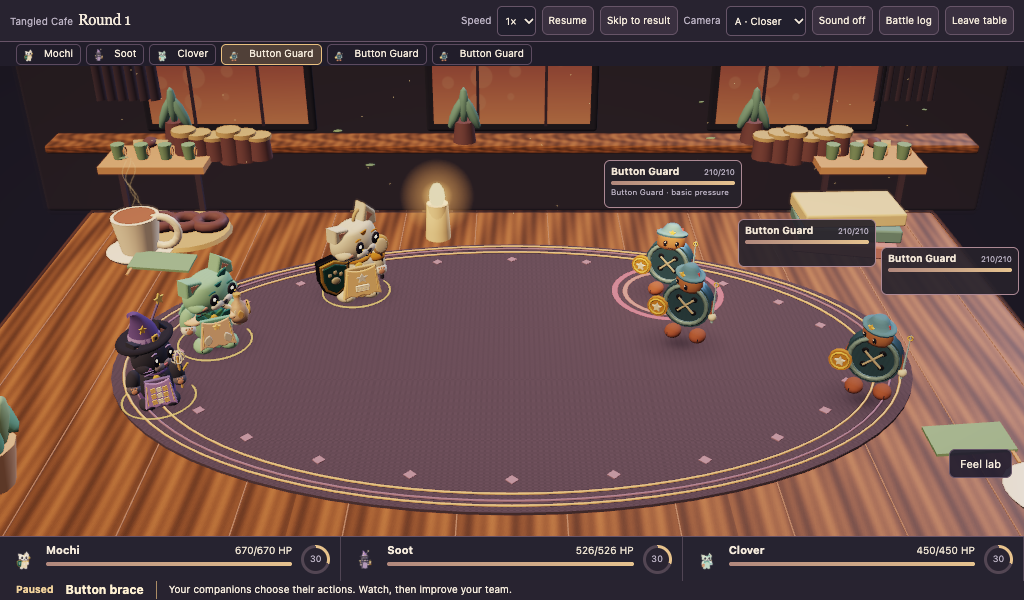 Tangled Cafe Round 1
Speed 1x Resume Skip to result Camera A · Closer Sound off Battle log Leave table
Mochi Soot Clover Button Guard Button Guard Button Guard
Button Guard 210/210
Button Guard · basic pressure
Button Guard 210/210
Button Guard 210/210
Feel lab
Mochi 670/670 HP 30
Soot 526/526 HP 30
Clover 450/450 HP 30
Paused Button brace Your companions choose their actions. Watch, then improve your team.